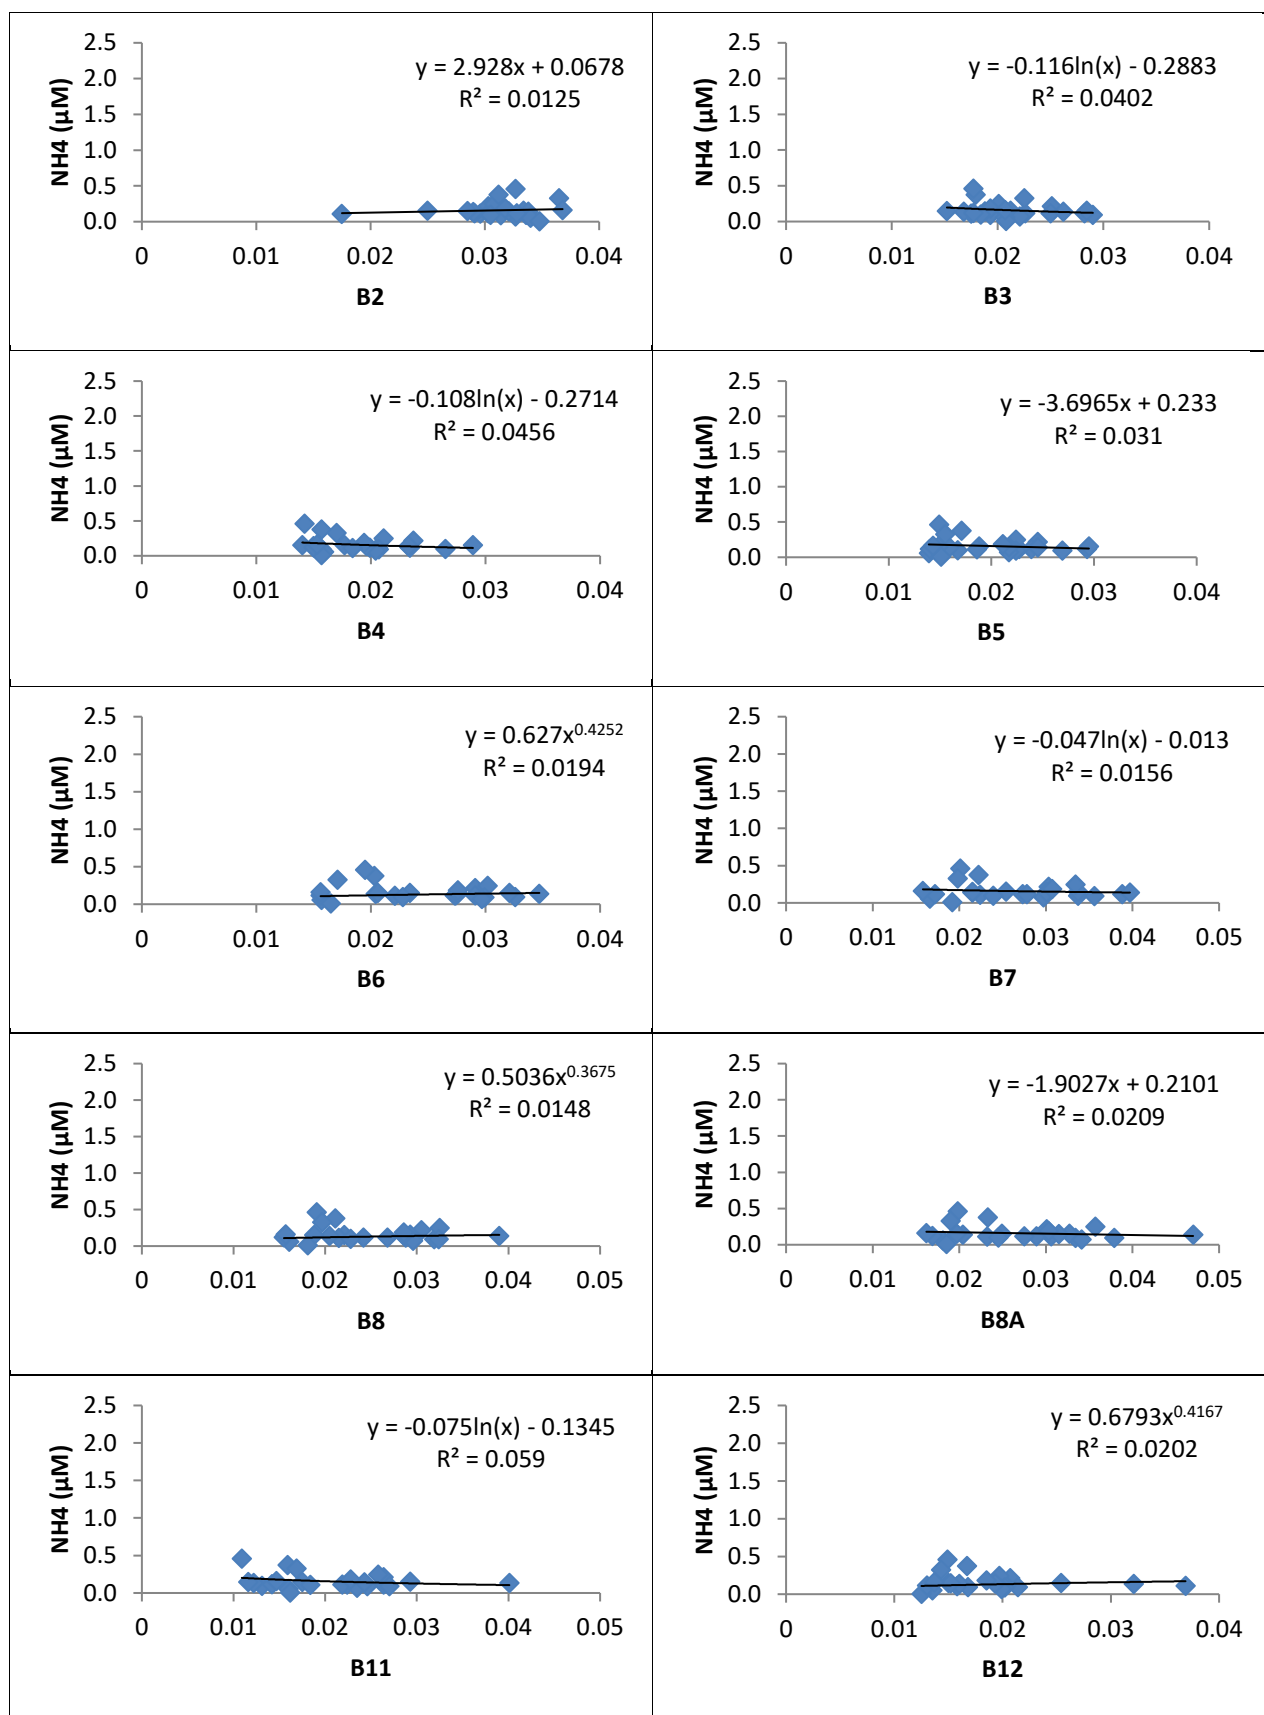 y = 2.928x + 0.0678
R² = 0.0125
2.5
2.0
1.5
1.0
0.5
0.0
NH4 (µM)
0 0.01 0.02 0.03 0.04
B2
y = -0.116ln(x) - 0.2883
R² = 0.0402
2.5
2.0
1.5
1.0
0.5
0.0
NH4 (µM)
0 0.01 0.02 0.03 0.04
B3
y = -0.108ln(x) - 0.2714
R² = 0.0456
2.5
2.0
1.5
1.0
0.5
0.0
NH4 (µM)
0 0.01 0.02 0.03 0.04
B4
y = -3.6965x + 0.233
R² = 0.031
2.5
2.0
1.5
1.0
0.5
0.0
NH4 (µM)
0 0.01 0.02 0.03 0.04
B5
y = 0.627x^0.4252
R² = 0.0194
2.5
2.0
1.5
1.0
0.5
0.0
NH4 (µM)
0 0.01 0.02 0.03 0.04
B6
y = -0.047ln(x) - 0.013
R² = 0.0156
2.5
2.0
1.5
1.0
0.5
0.0
NH4 (µM)
0 0.01 0.02 0.03 0.04 0.05
B7
y = 0.5036x^0.3675
R² = 0.0148
2.5
2.0
1.5
1.0
0.5
0.0
NH4 (µM)
0 0.01 0.02 0.03 0.04 0.05
B8
y = -1.9027x + 0.2101
R² = 0.0209
2.5
2.0
1.5
1.0
0.5
0.0
NH4 (µM)
0 0.01 0.02 0.03 0.04 0.05
B8A
y = -0.075ln(x) - 0.1345
R² = 0.059
2.5
2.0
1.5
1.0
0.5
0.0
NH4 (µM)
0 0.01 0.02 0.03 0.04 0.05
B11
y = 0.6793x^0.4167
R² = 0.0202
2.5
2.0
1.5
1.0
0.5
0.0
NH4 (µM)
0 0.01 0.02 0.03 0.04
B12